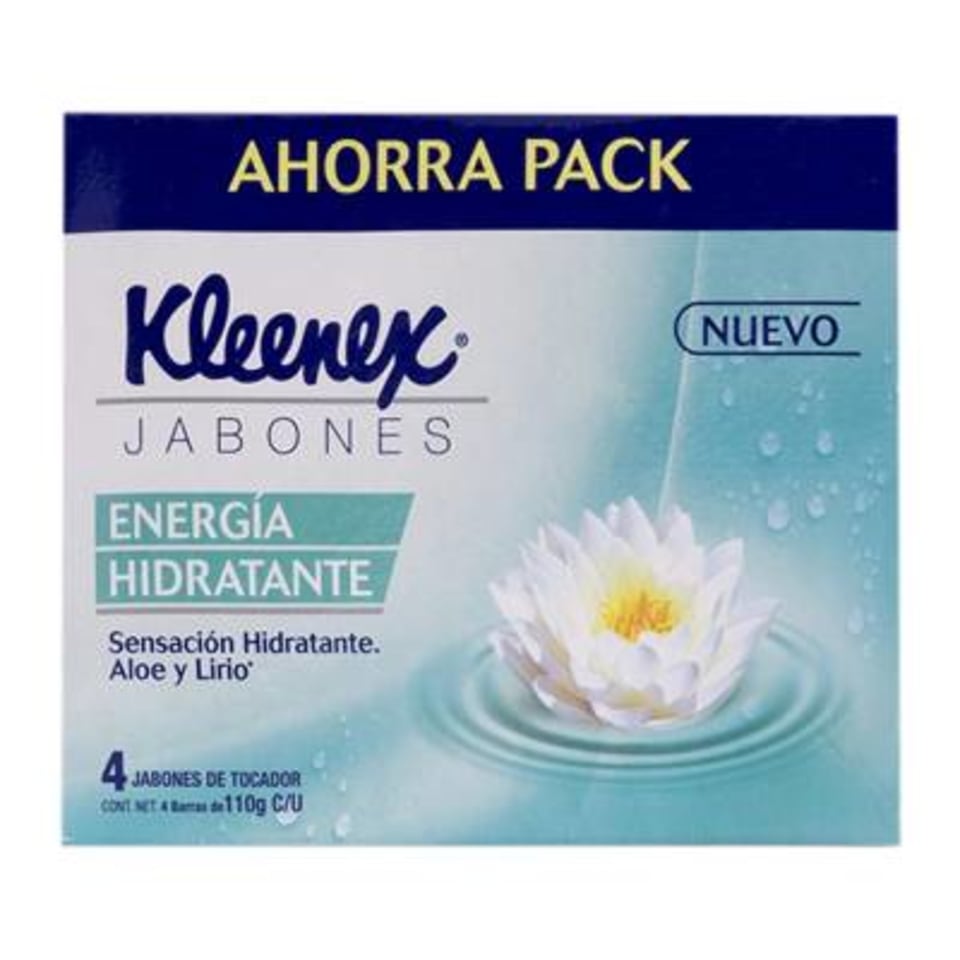 AHORRA PACK
Kleenex®
JABONES
NUEVO
ENERGÍA
HIDRATANTE
Sensación Hidratante.
Aloe y Lirio*
4 JABONES DE TOCADOR
CONT. NET. 4 Barras de 110g C/U